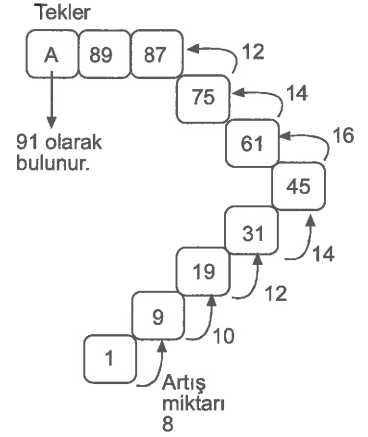 Tekler
A 89 87 12
75 14
91 olarak
bulunur.
61 16
45
31 14
19 12
9 10
1
Artış
miktarı
8